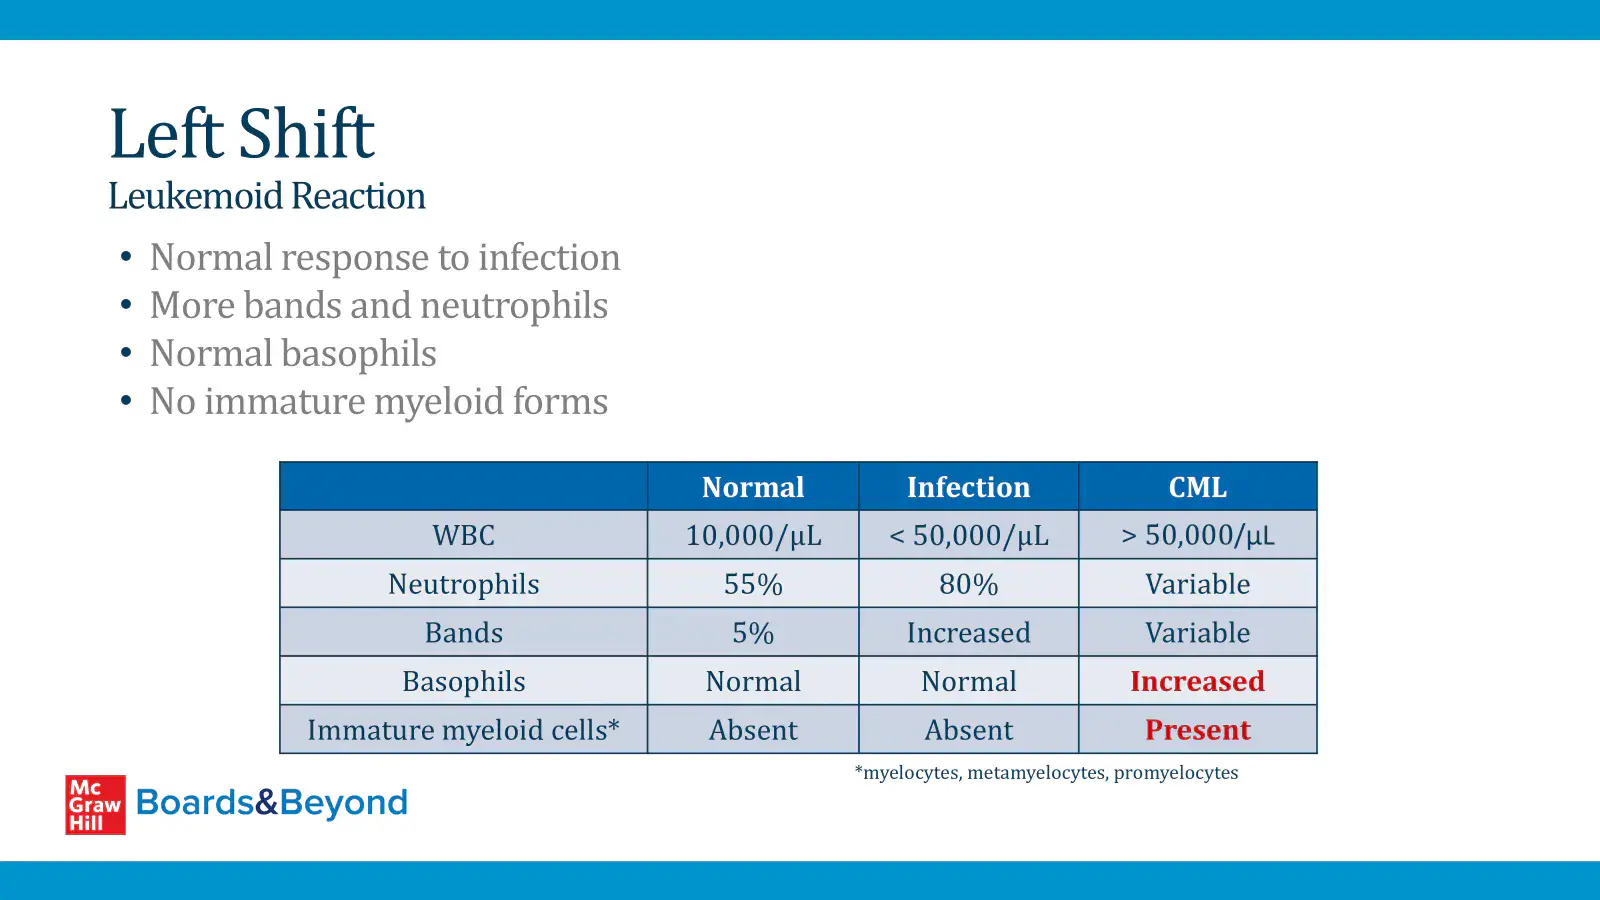 Left Shift
Leukemoid Reaction
• Normal response to infection
• More bands and neutrophils
• Normal basophils
• No immature myeloid forms
Normal Infection CML
WBC 10,000/μL < 50,000/μL > 50,000/μL
Neutrophils 55% 80% Variable
Bands 5% Increased Variable
Basophils Normal Normal Increased
Immature myeloid cells* Absent Absent Present
*myelocytes, metamyelocytes, promyelocytes
Mc
Graw
Hill
Boards&Beyond